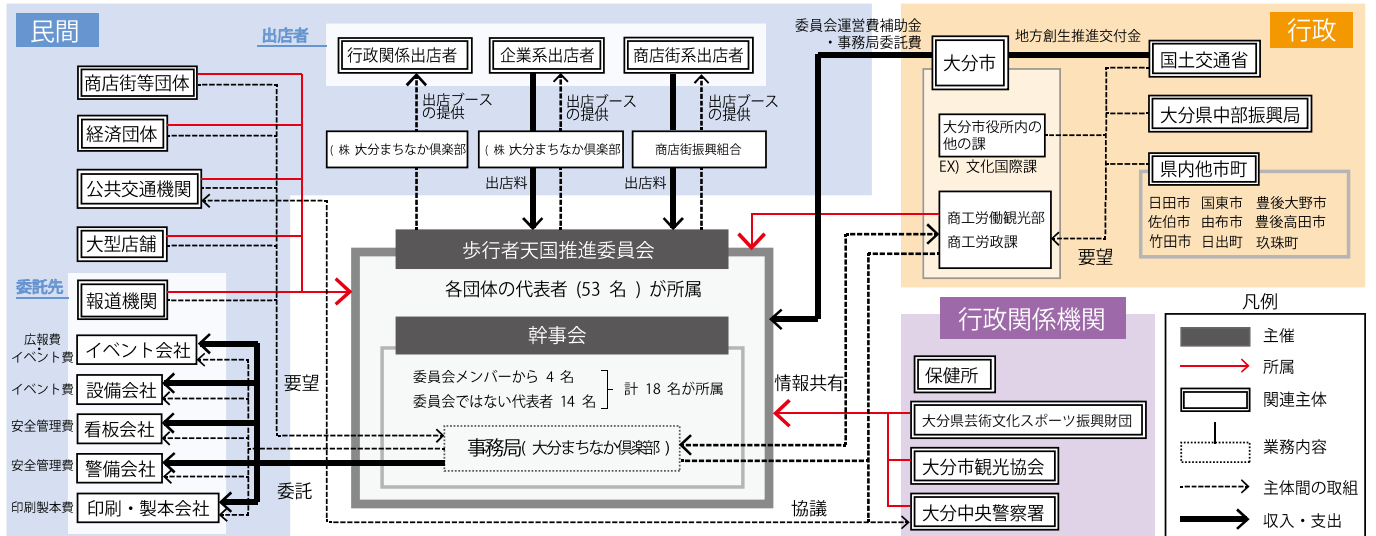 民間
出店者
行政関係出店者
企業系出店者
商店街系出店者
出店ブース
の提供
出店ブース
の提供
出店ブース
の提供
( 株 )大分まちなか倶楽部
( 株 )大分まちなか倶楽部
商店街振興組合
出店料
出店料
商店街等団体
経済団体
公共交通機関
大型店舗
委託先
報道機関
広報費
・
イベント費
イベント会社
イベント費
設備会社
安全管理費
看板会社
安全管理費
警備会社
印刷製本費
印刷・製本会社
要望
委託
歩行者天国推進委員会
各団体の代表者 (53 名 ) が所属
幹事会
委員会メンバーから 4 名
委員会ではない代表者 14 名
計 18 名が所属
事務局( 大分まちなか倶楽部 )
委員会運営費補助金
・事務局委託費
地方創生推進交付金
行政
大分市
国土交通省
大分県中部振興局
県内他市町
大分市役所内の
他の課
EX) 文化国際課
商工労働観光部
商工労政課
要望
日田市 国東市 豊後大野市
佐伯市 由布市 豊後高田市
竹田市 日出町 玖珠町
情報共有
協議
行政関係機関
保健所
大分県芸術文化スポーツ振興財団
大分市観光協会
大分中央警察署
凡例
主催
所属
関連主体
業務内容
主体間の取組
収入・支出